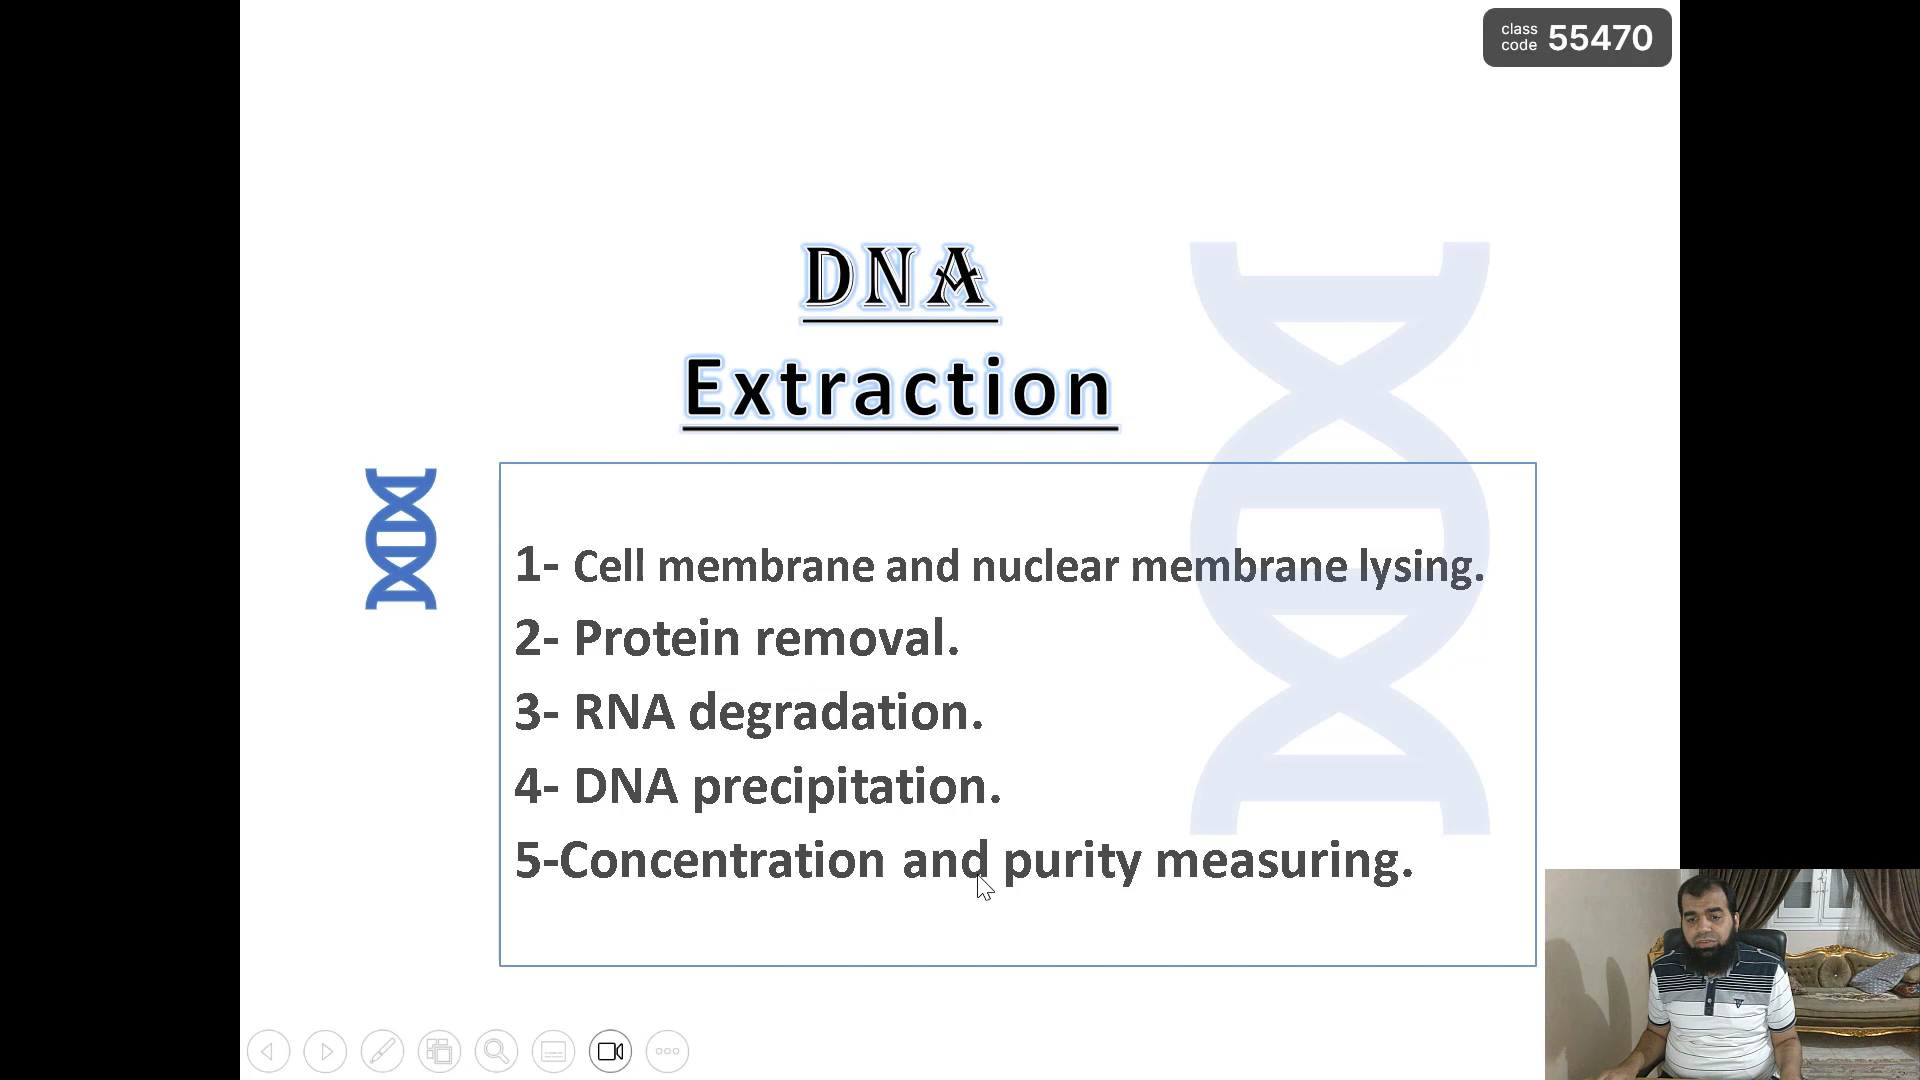 class
code 55470
DNA
Extraction
1- Cell membrane and nuclear membrane lysing.
2- Protein removal.
3- RNA degradation.
4- DNA precipitation.
5-Concentration and purity measuring.